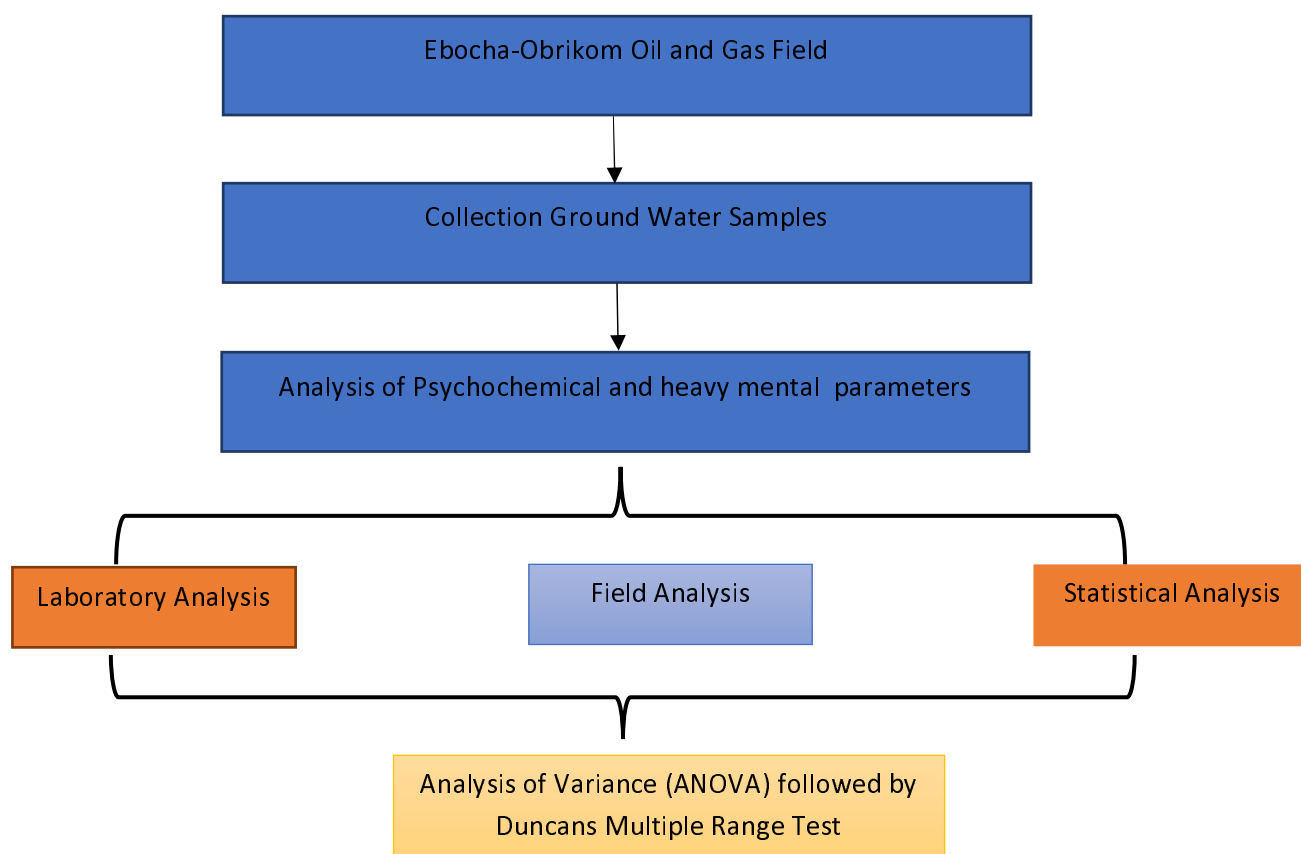 Ebocha-Obrikom Oil and Gas Field
Collection Ground Water Samples
Analysis of Psychochemical and heavy mental parameters
Laboratory Analysis
Field Analysis
Statistical Analysis
Analysis of Variance (ANOVA) followed by
Duncans Multiple Range Test